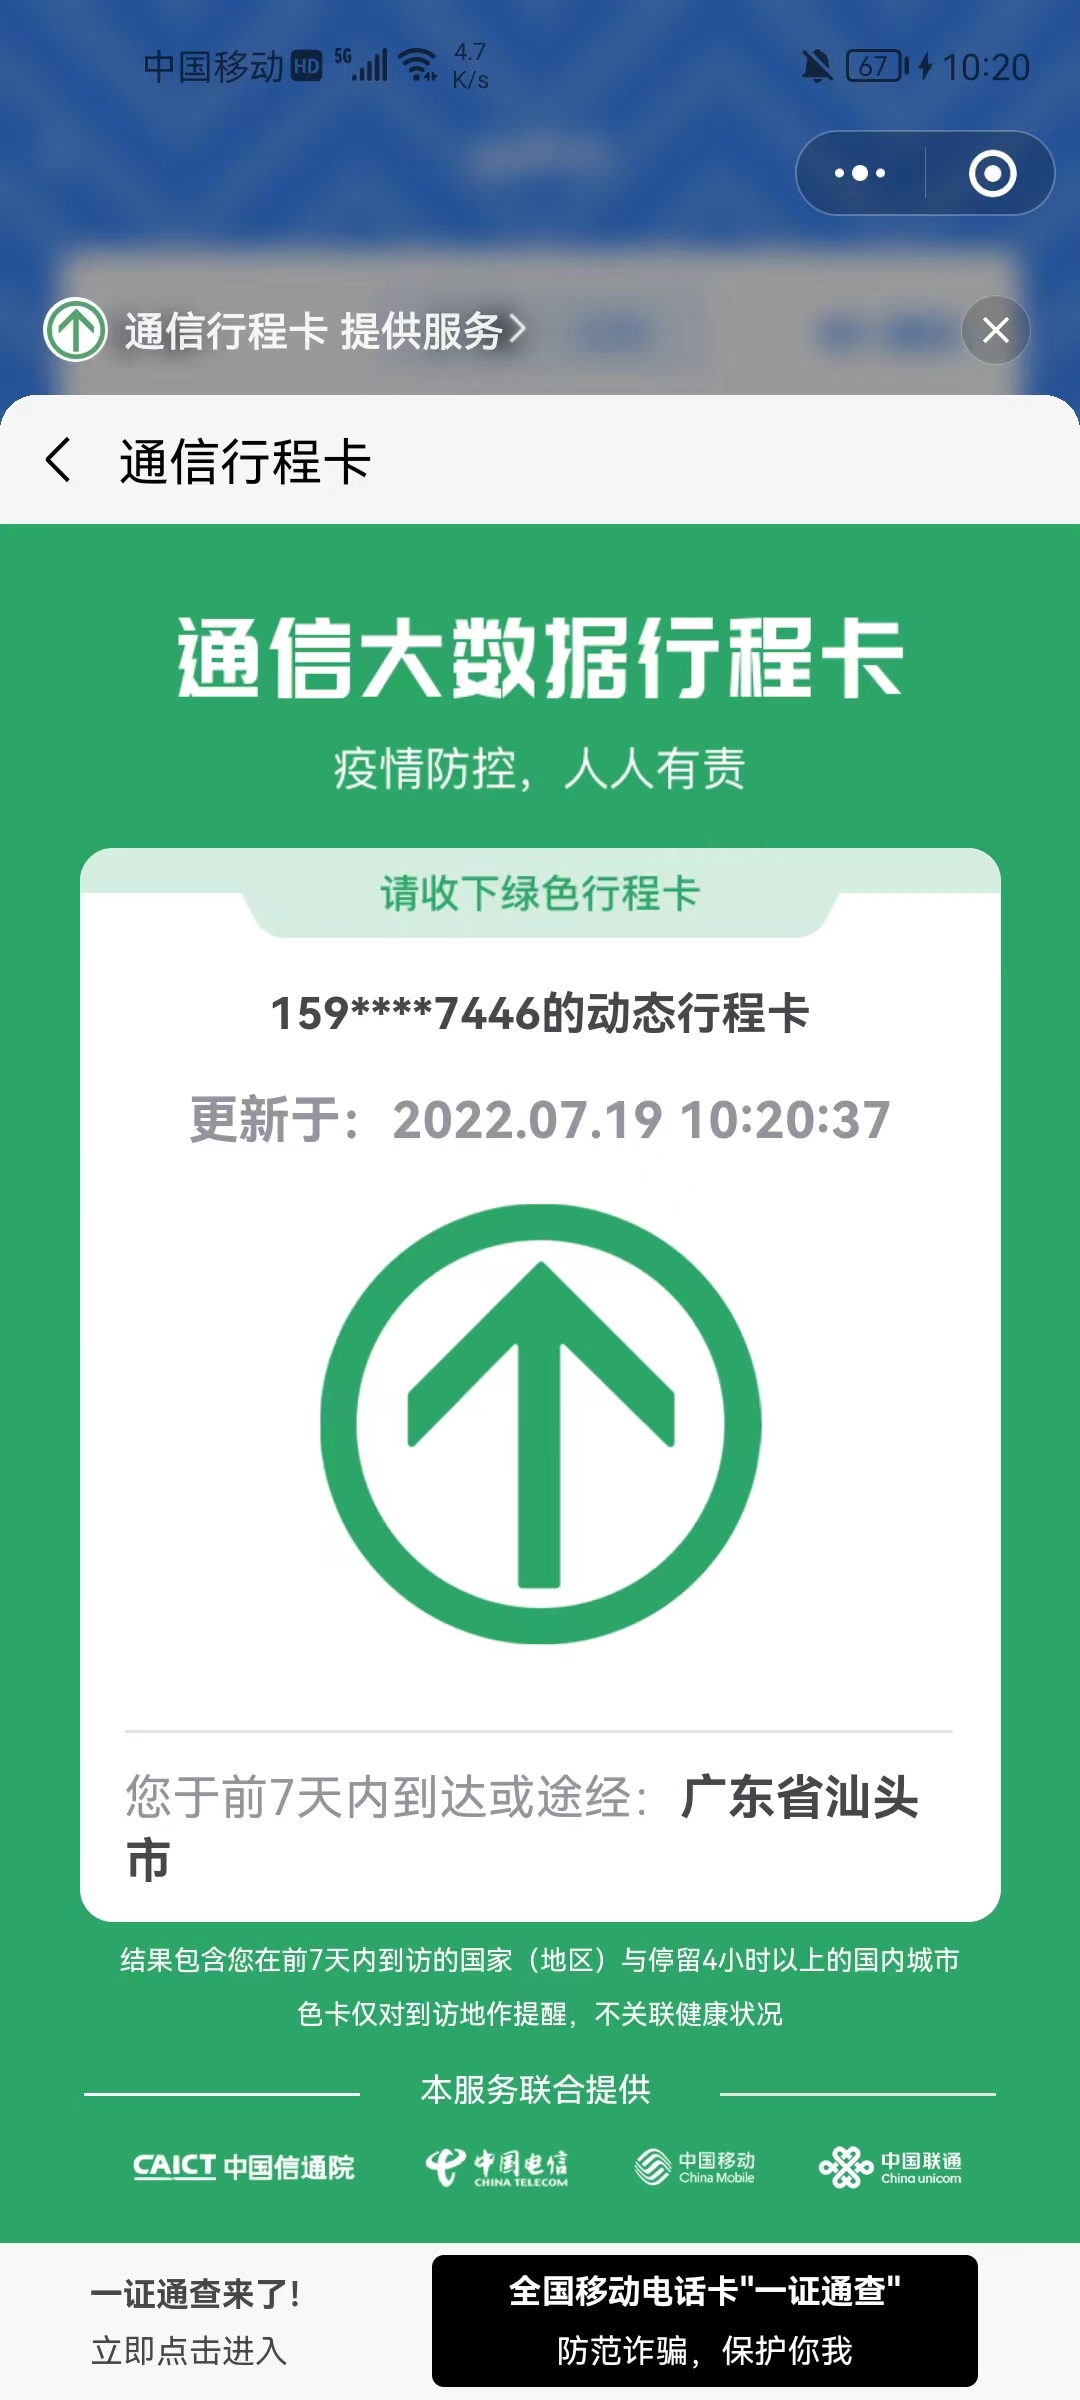 中国移动 HD 5G 4.7 K/s 67 10:20
通信行程卡 提供服务
通信行程卡
通信大数据行程卡
疫情防控，人人有责
请收下绿色行程卡
159****7446的动态行程卡
更新于：2022.07.19 10:20:37
您于前7天内到达或途经：广东省汕头
市
结果包含您在前7天内到访的国家（地区）与停留4小时以上的国内城市
色卡仅对到访地作提醒，不关联健康状况
本服务联合提供
CAICT 中国信通院 中国电信 CHINA TELECOM 中国移动 China Mobile 中国联通 China unicom
一证通查来了！
立即点击进入
全国移动电话卡"一证通查"
防范诈骗，保护你我